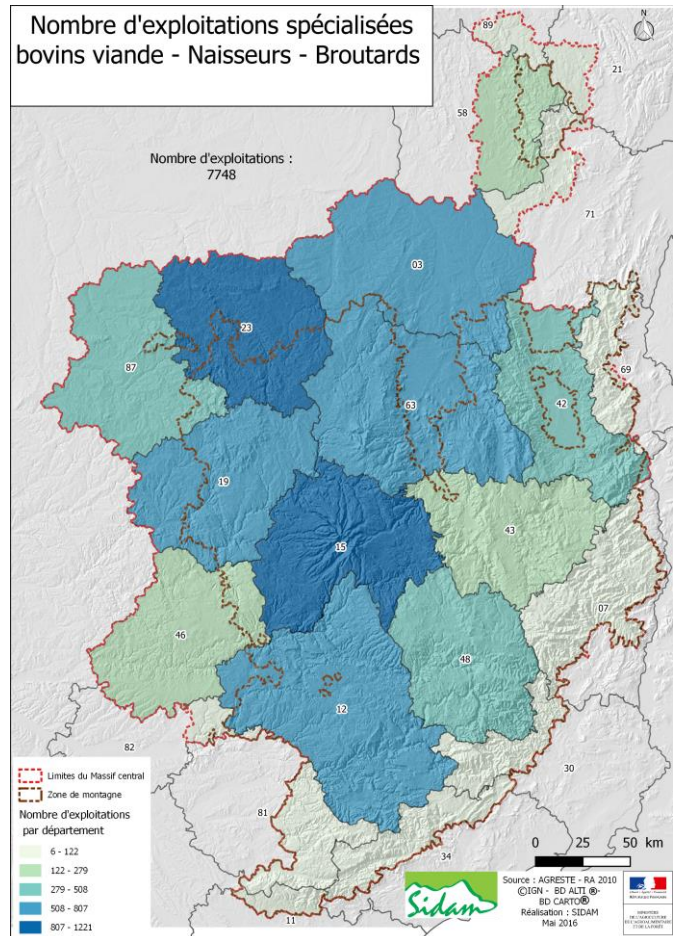 Nombre d'exploitations spécialisées
bovins viande - Naisseurs - Broutards
N
89
21
58
Nombre d'exploitations :
7748
71
03
23
87
69
63
42
19
15
43
07
46
48
12
82
30
81
34
11
Limites du Massif central
Zone de montagne
Nombre d'exploitations
par département
6 - 122
122 - 279
279 - 508
508 - 807
807 - 1221
0 25 50 km
Sidam
Source : AGRESTE - RA 2010
©IGN - BD ALTI ®-
BD CARTO®
Réalisation : SIDAM
Mai 2016